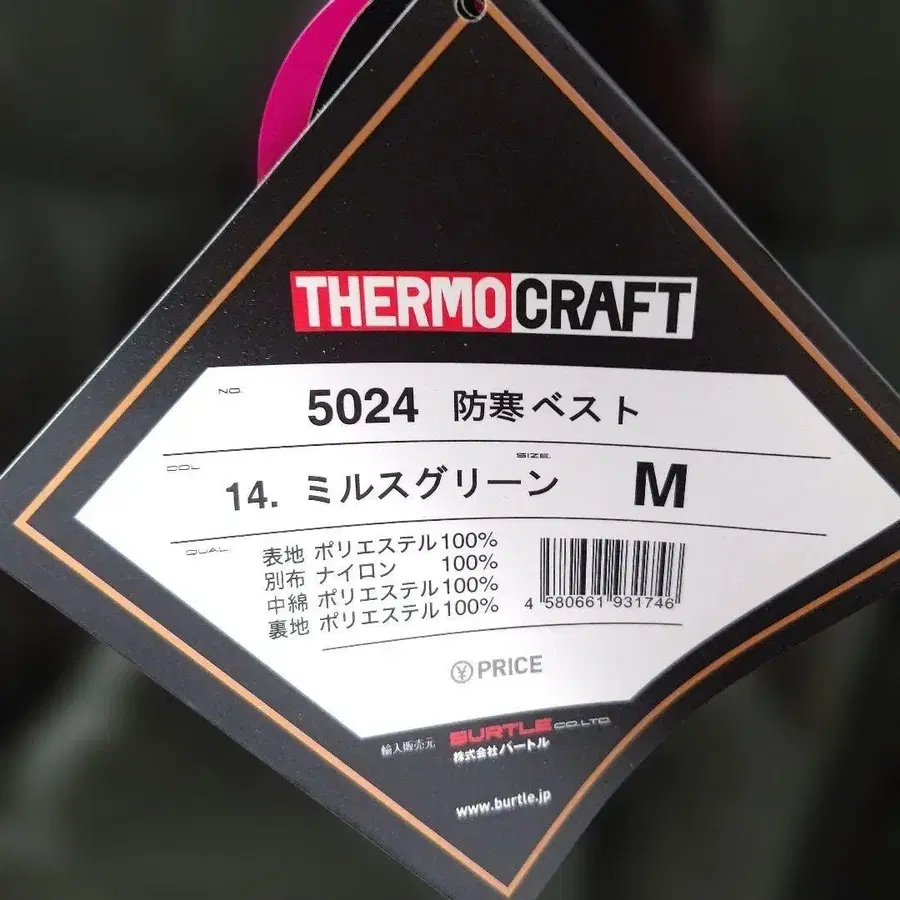 THERMOCRAFT
NO. 5024 防寒ベスト
COL 14. ミルスグリーン SIZE. M
QUAL. 表地 ポリエステル100%
別布 ナイロン 100%
中綿 ポリエステル100%
裏地 ポリエステル100%
4 580661 931746
¥PRICE
輸入販売元 BURTLE CO.LTD.
株式会社バートル
www.burtle.jp